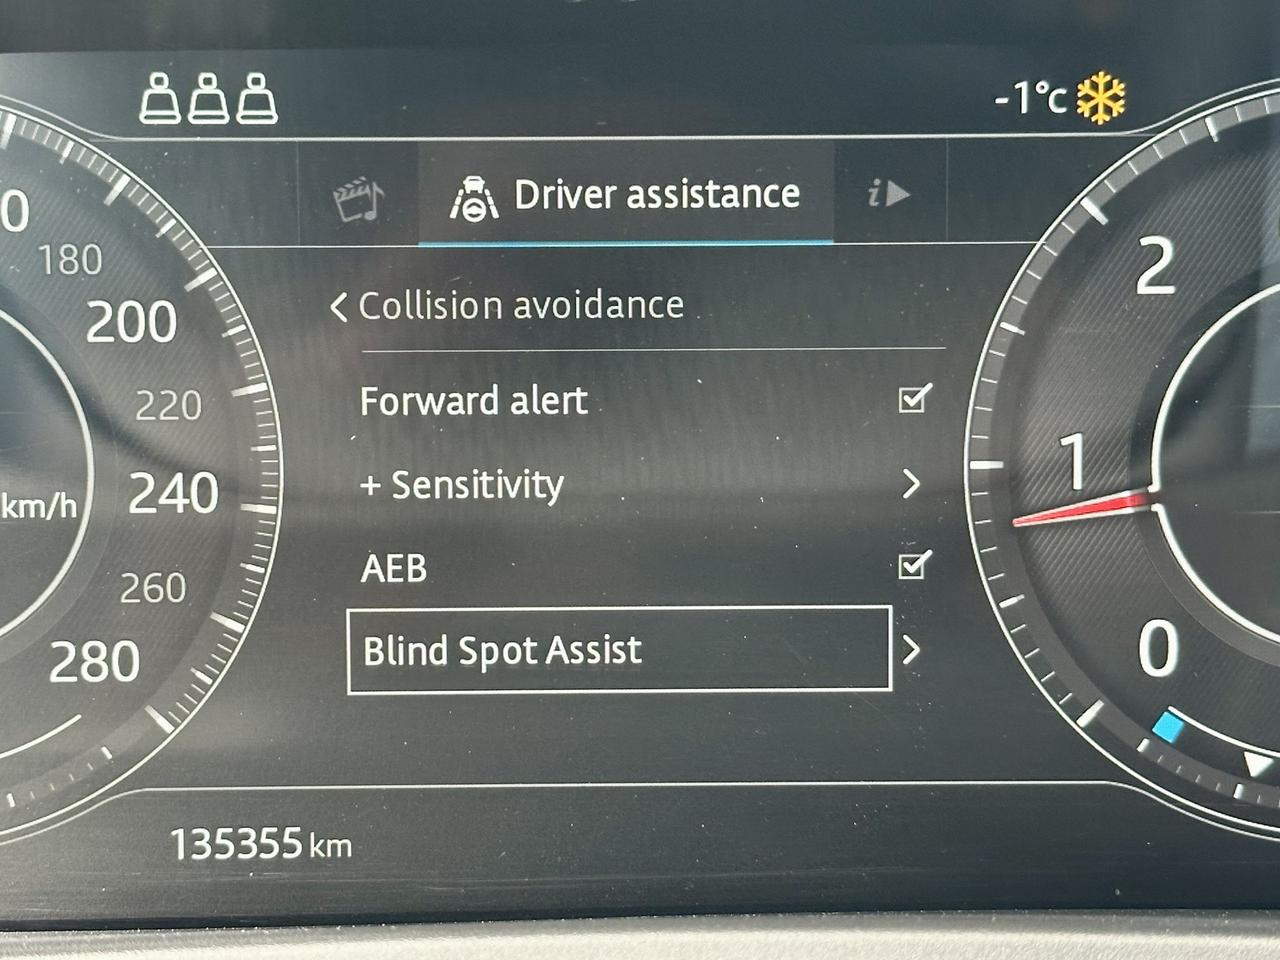 -1°c
Driver assistance
i
Collision avoidance
Forward alert
+ Sensitivity
AEB
Blind Spot Assist
0
180
200
220
240
km/h
260
280
2
1
0
135355 km